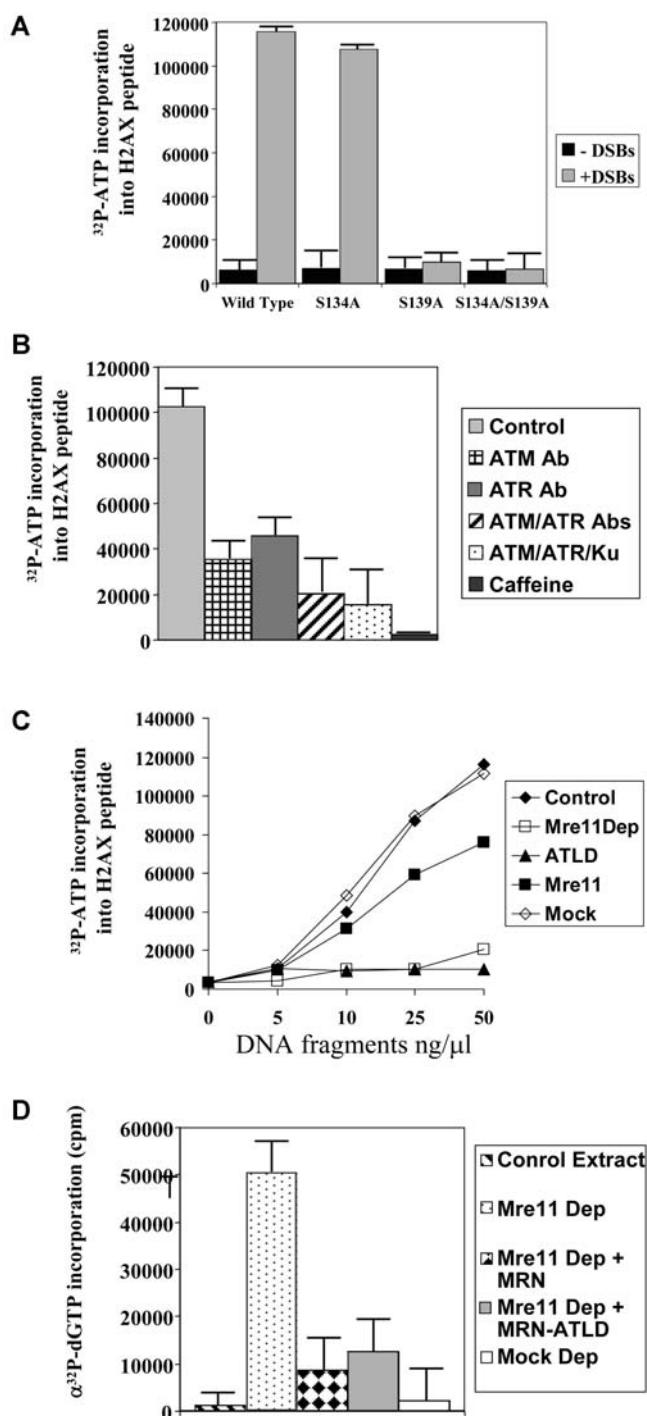 A
³²P-ATP incorporation
into H2AX peptide
120000
100000
80000
60000
40000
20000
0
Wild Type
S134A
S139A
S134A/S139A
- DSBs
+DSBs
B
³²P-ATP incorporation
into H2AX peptide
120000
100000
80000
60000
40000
20000
0
Control
ATM Ab
ATR Ab
ATM/ATR Abs
ATM/ATR/Ku
Caffeine
C
³²P-ATP incorporation
into H2AX peptide
140000
120000
100000
80000
60000
40000
20000
0
0
5
10
25
50
DNA fragments ng/µl
Control
Mre11Dep
ATLD
Mre11
Mock
D
α³²P-dGTP incorporation (cpm)
60000
50000
40000
30000
20000
10000
0
Conrol Extract
Mre11 Dep
Mre11 Dep +
MRN
Mre11 Dep +
MRN-ATLD
Mock Dep